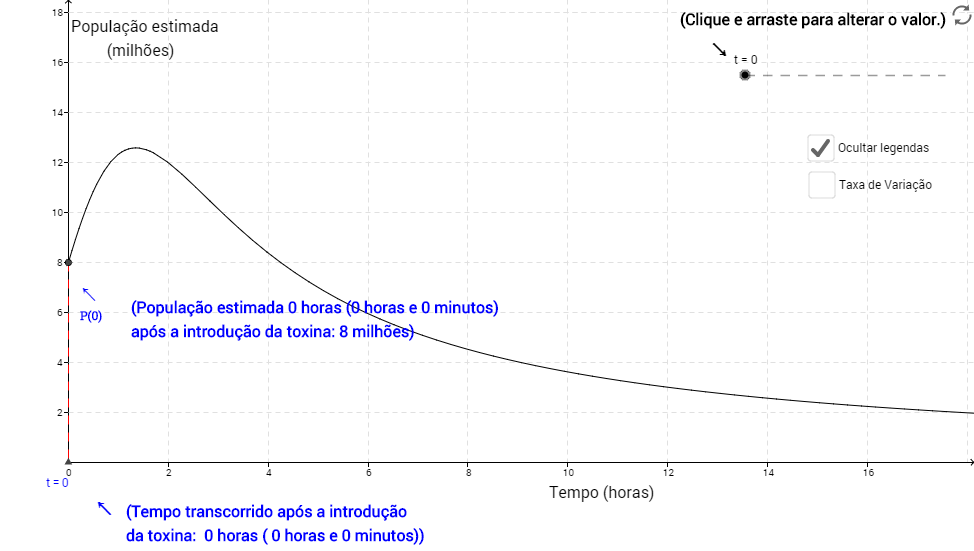 População estimada
(milhões)
(Clique e arraste para alterar o valor.)
t = 0
Ocultar legendas
Taxa de Variação
18
16
14
12
10
8
6
4
2
P(0)
(População estimada 0 horas (0 horas e 0 minutos)
após a introdução da toxina: 8 milhões)
0 2 4 6 8 10 12 14 16
t = 0
Tempo (horas)
(Tempo transcorrido após a introdução
da toxina: 0 horas ( 0 horas e 0 minutos))